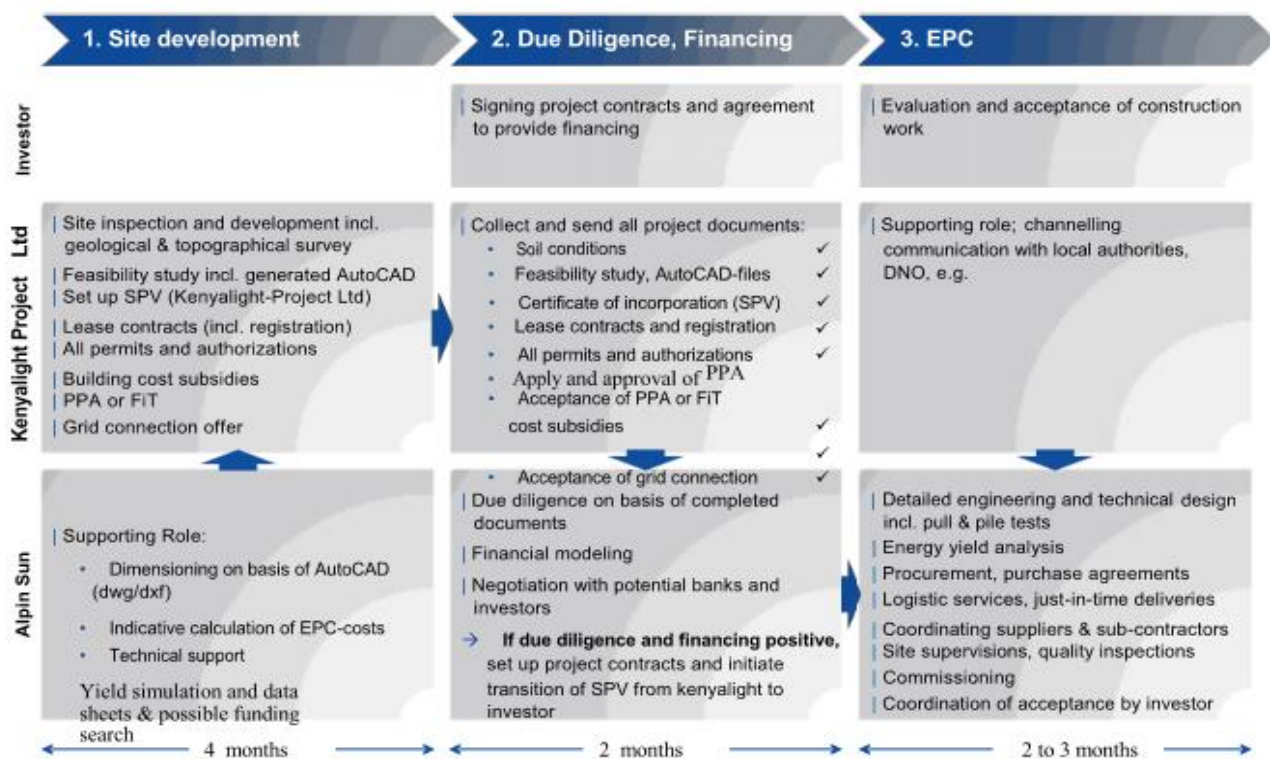 1. Site development
2. Due Diligence, Financing
3. EPC
Investor
| Signing project contracts and agreement
to provide financing
| Evaluation and acceptance of construction
work
Kenyalight Project Ltd
| Site inspection and development incl.
geological & topographical survey
| Feasibility study incl. generated AutoCAD
| Set up SPV (Kenyalight-Project Ltd)
| Lease contracts (incl. registration)
| All permits and authorizations
| Building cost subsidies
| PPA or FiT
| Grid connection offer
| Collect and send all project documents:
• Soil conditions ✓
• Feasibility study, AutoCAD-files ✓
• Certificate of incorporation (SPV) ✓
• Lease contracts and registration ✓
• All permits and authorizations ✓
• Apply and approval of PPA
• Acceptance of PPA or FiT
cost subsidies ✓
✓
• Acceptance of grid connection ✓
| Supporting role; channelling
communication with local authorities,
DNO, e.g.
Alpin Sun
| Supporting Role:
• Dimensioning on basis of AutoCAD
(dwg/dxf)
• Indicative calculation of EPC-costs
• Technical support
Yield simulation and data
sheets & possible funding
search
| Due diligence on basis of completed
documents
| Financial modeling
| Negotiation with potential banks and
investors
→ If due diligence and financing positive,
set up project contracts and initiate
transition of SPV from kenyalight to
investor
| Detailed engineering and technical design
incl. pull & pile tests
| Energy yield analysis
| Procurement, purchase agreements
| Logistic services, just-in-time deliveries
| Coordinating suppliers & sub-contractors
| Site supervisions, quality inspections
| Commissioning
| Coordination of acceptance by investor
4 months
2 months
2 to 3 months